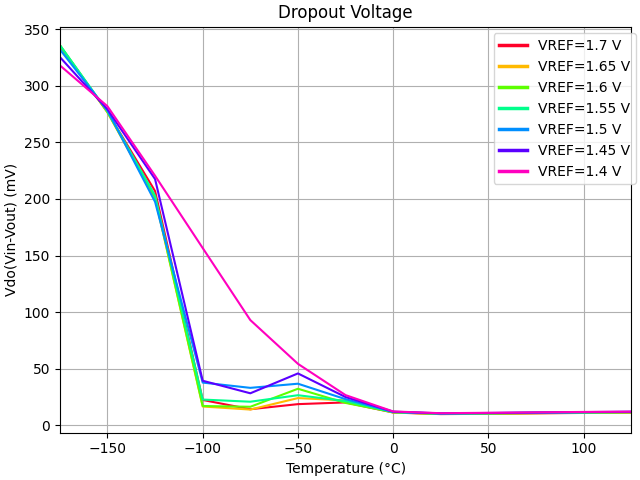 Dropout Voltage
350
300
250
200
150
100
50
0
Vdo(Vin-Vout) (mV)
VREF=1.7 V
VREF=1.65 V
VREF=1.6 V
VREF=1.55 V
VREF=1.5 V
VREF=1.45 V
VREF=1.4 V
−150
−100
−50
0
50
100
Temperature (°C)